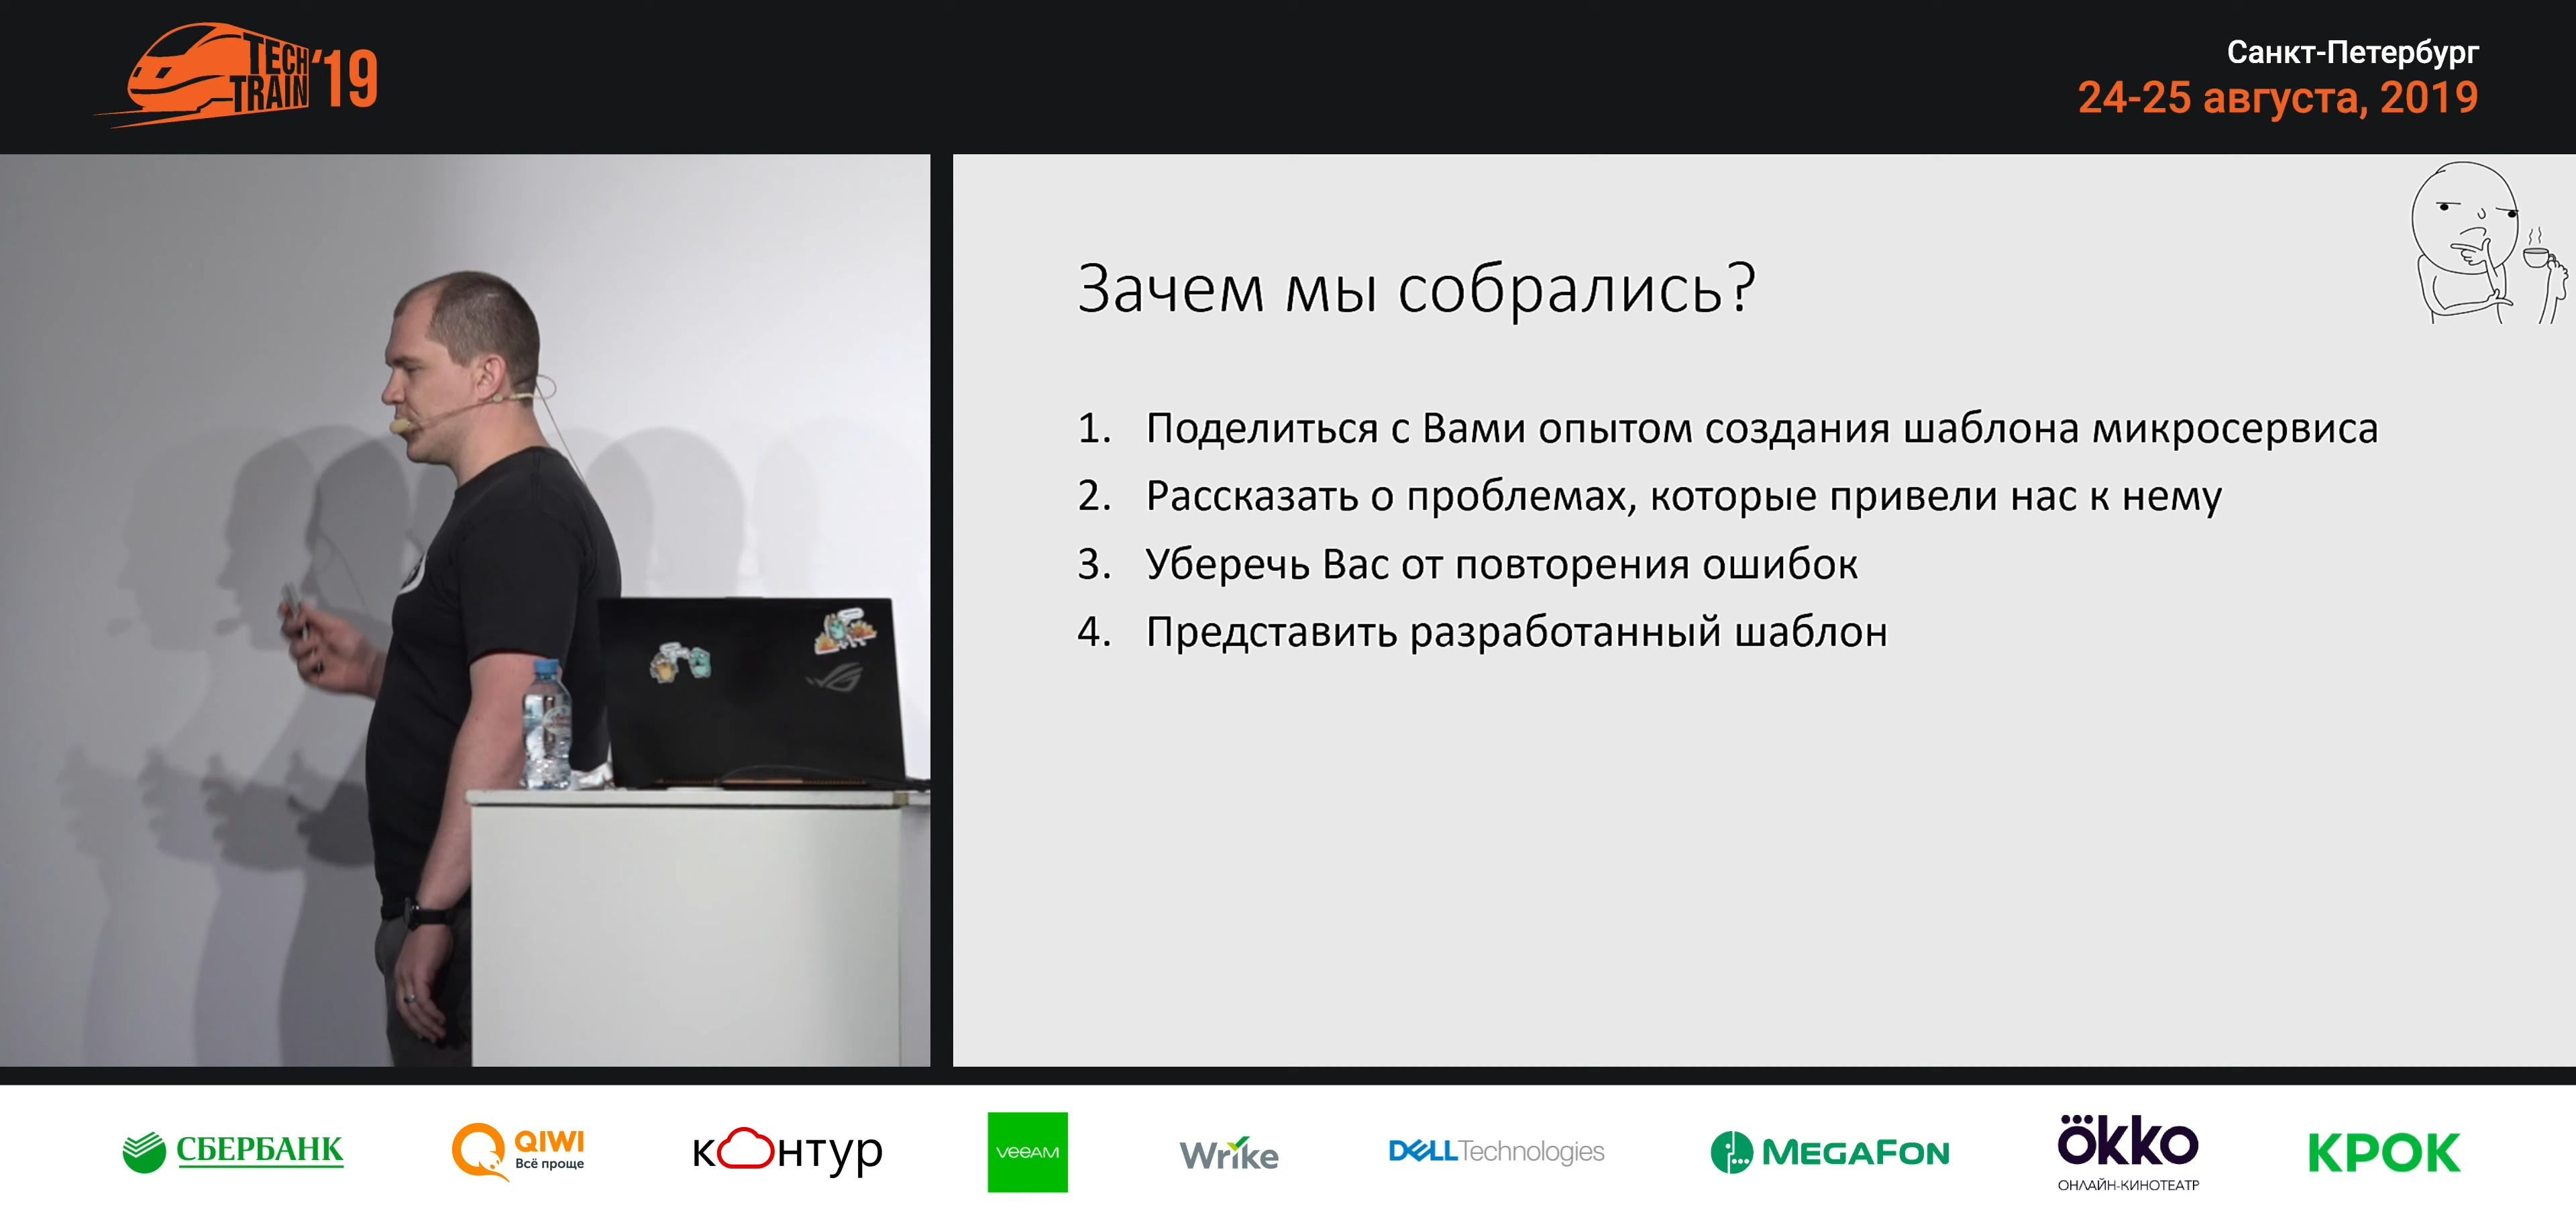 TECH
TRAIN '19
Санкт-Петербург
24-25 августа, 2019
Зачем мы собрались?
1. Поделиться с Вами опытом создания шаблона микросервиса
2. Рассказать о проблемах, которые привели нас к нему
3. Уберечь Вас от повторения ошибок
4. Представить разработанный шаблон
СБЕРБАНК
QIWI
Всё проще
контур
veeAM
Wrike
DELL Technologies
MEGAFON
ökko
ОНЛАЙН-КИНОТЕАТР
КРОК